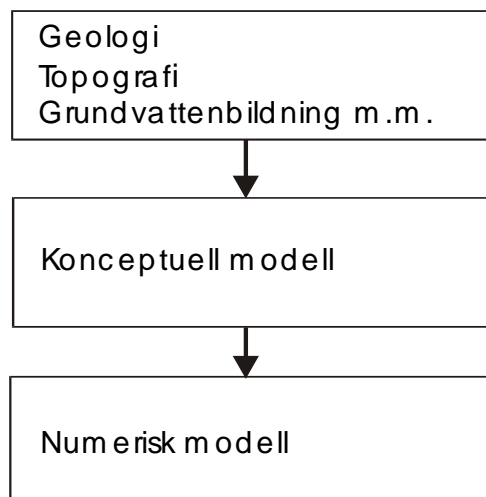 Geologi
Topografi
Grundvattenbildning m.m.
Konceptuell modell
Numerisk modell